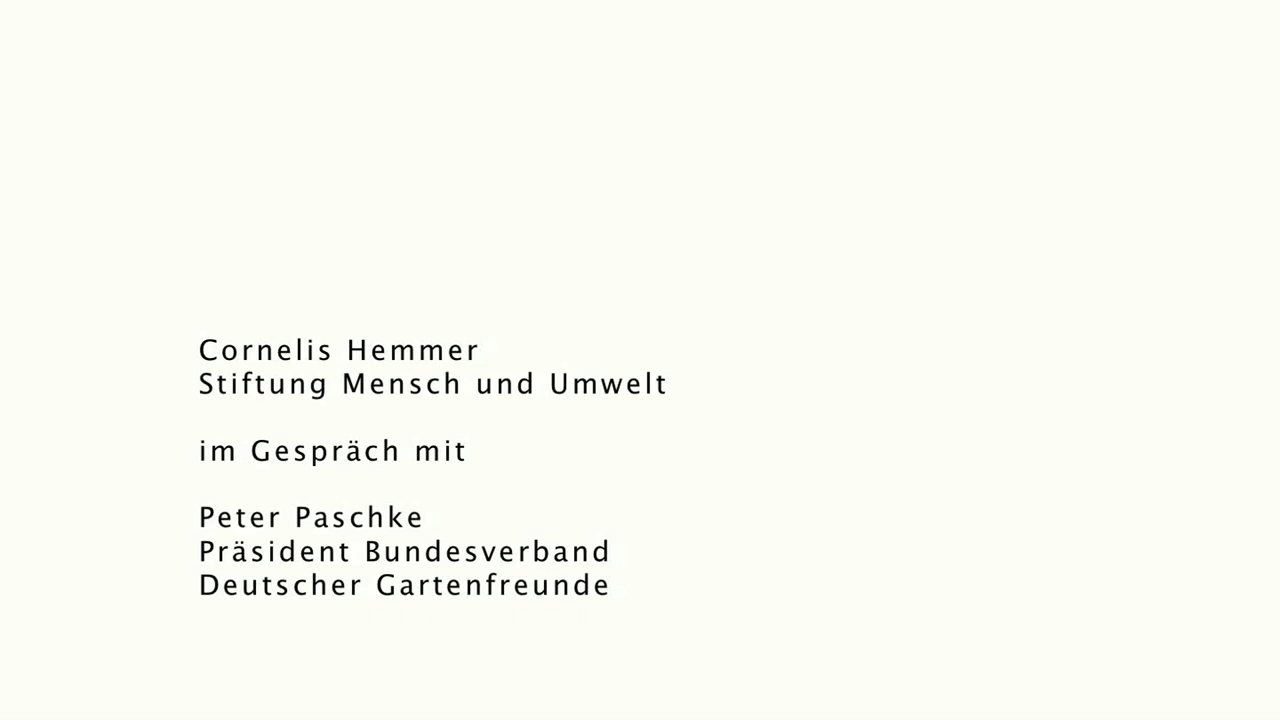 Cornelis Hemmer
Stiftung Mensch und Umwelt
im Gespräch mit
Peter Paschke
Präsident Bundesverband
Deutscher Gartenfreunde